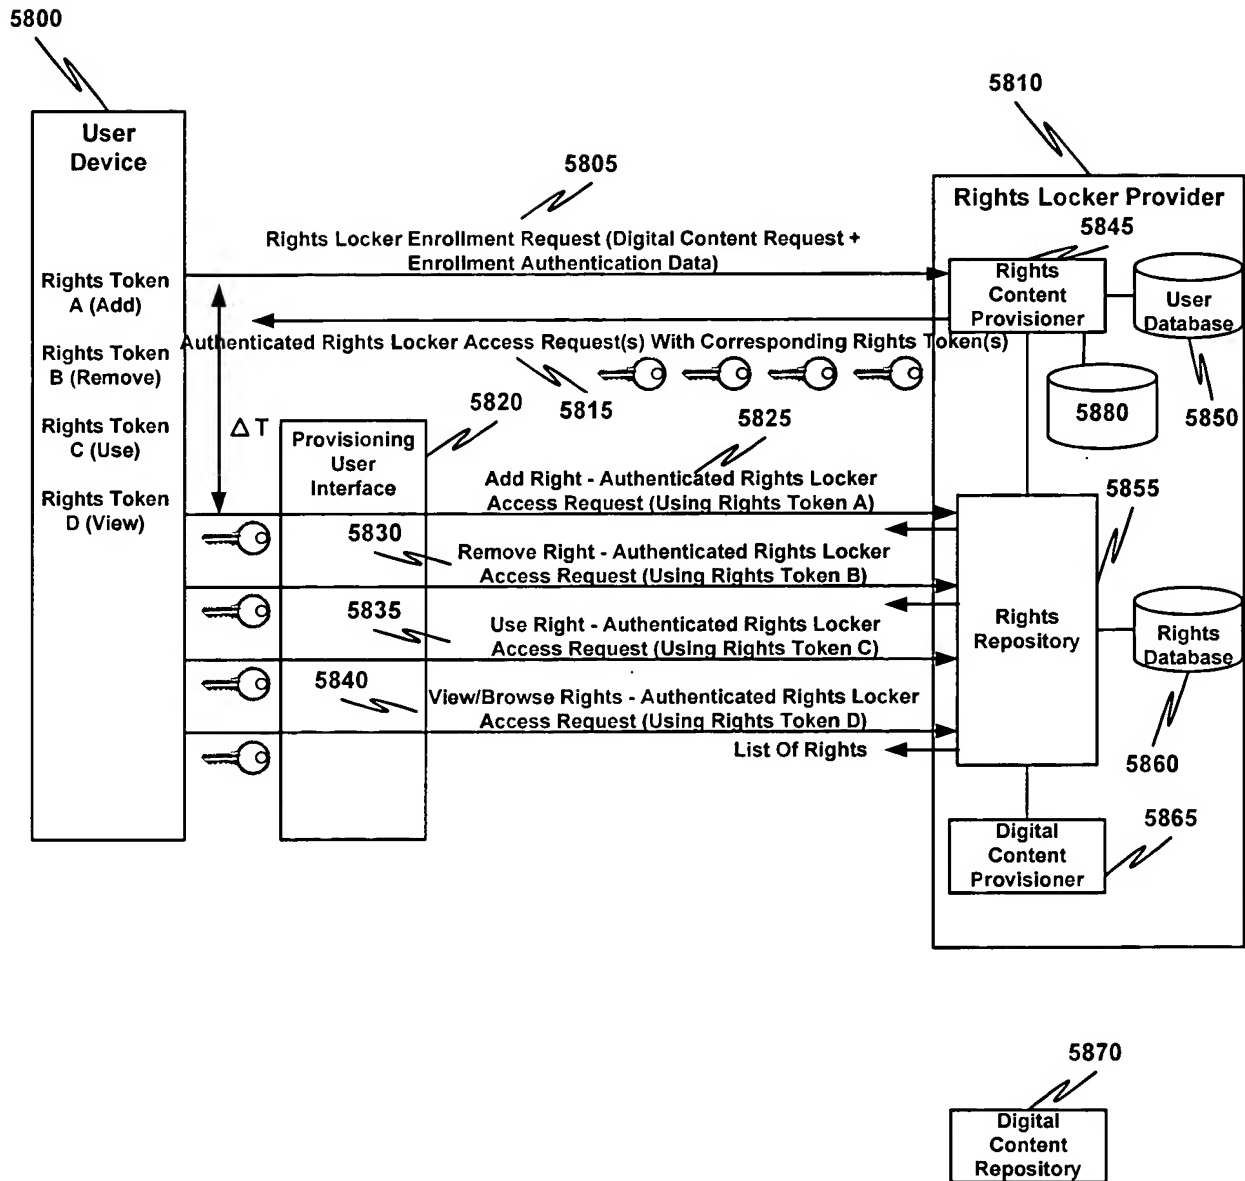 5800
5810
User
Device
5805
Rights Locker Provider
5845
Rights Locker Enrollment Request (Digital Content Request +
Enrollment Authentication Data)
Rights
Content
Provisioner
User
Database
Rights Token
A (Add)
Authenticated Rights Locker Access Request(s) With Corresponding Rights Token(s)
Rights Token
B (Remove)
5815
5880
5850
5820
5825
Rights Token
C (Use)
Δ T
Provisioning
User
Interface
Add Right - Authenticated Rights Locker
Access Request (Using Rights Token A)
5855
Rights Token
D (View)
5830
Remove Right - Authenticated Rights Locker
Access Request (Using Rights Token B)
5835
Use Right - Authenticated Rights Locker
Access Request (Using Rights Token C)
Rights
Repository
Rights
Database
5840
View/Browse Rights - Authenticated Rights Locker
Access Request (Using Rights Token D)
List Of Rights
5860
5865
Digital
Content
Provisioner
5870
Digital
Content
Repository